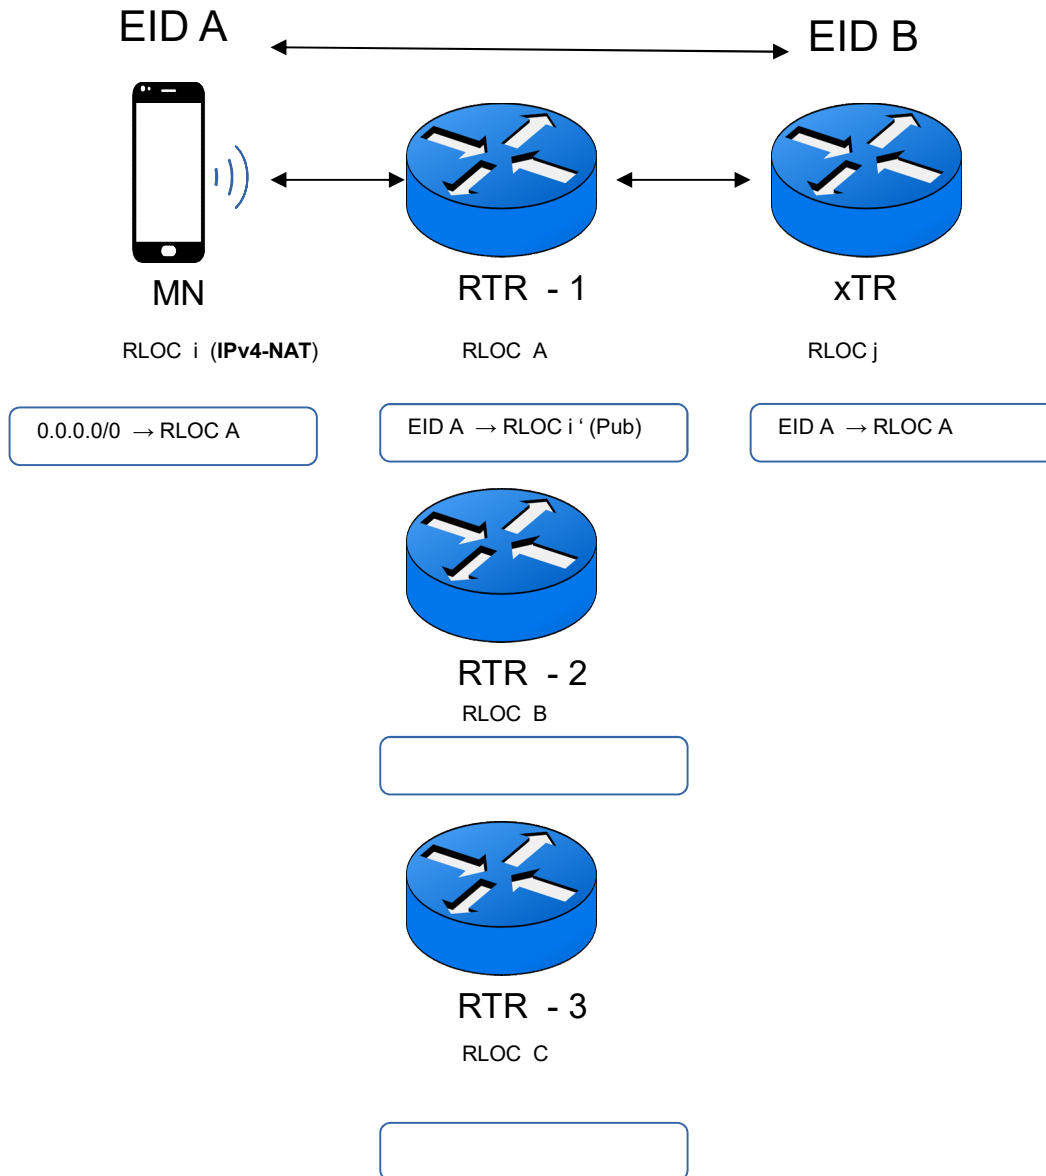 EID A
EID B
MN
RTR - 1
xTR
RLOC i (IPv4-NAT)
RLOC A
RLOC j
0.0.0.0/0 → RLOC A
EID A → RLOC i ‘ (Pub)
EID A → RLOC A
RTR - 2
RLOC B
RTR - 3
RLOC C